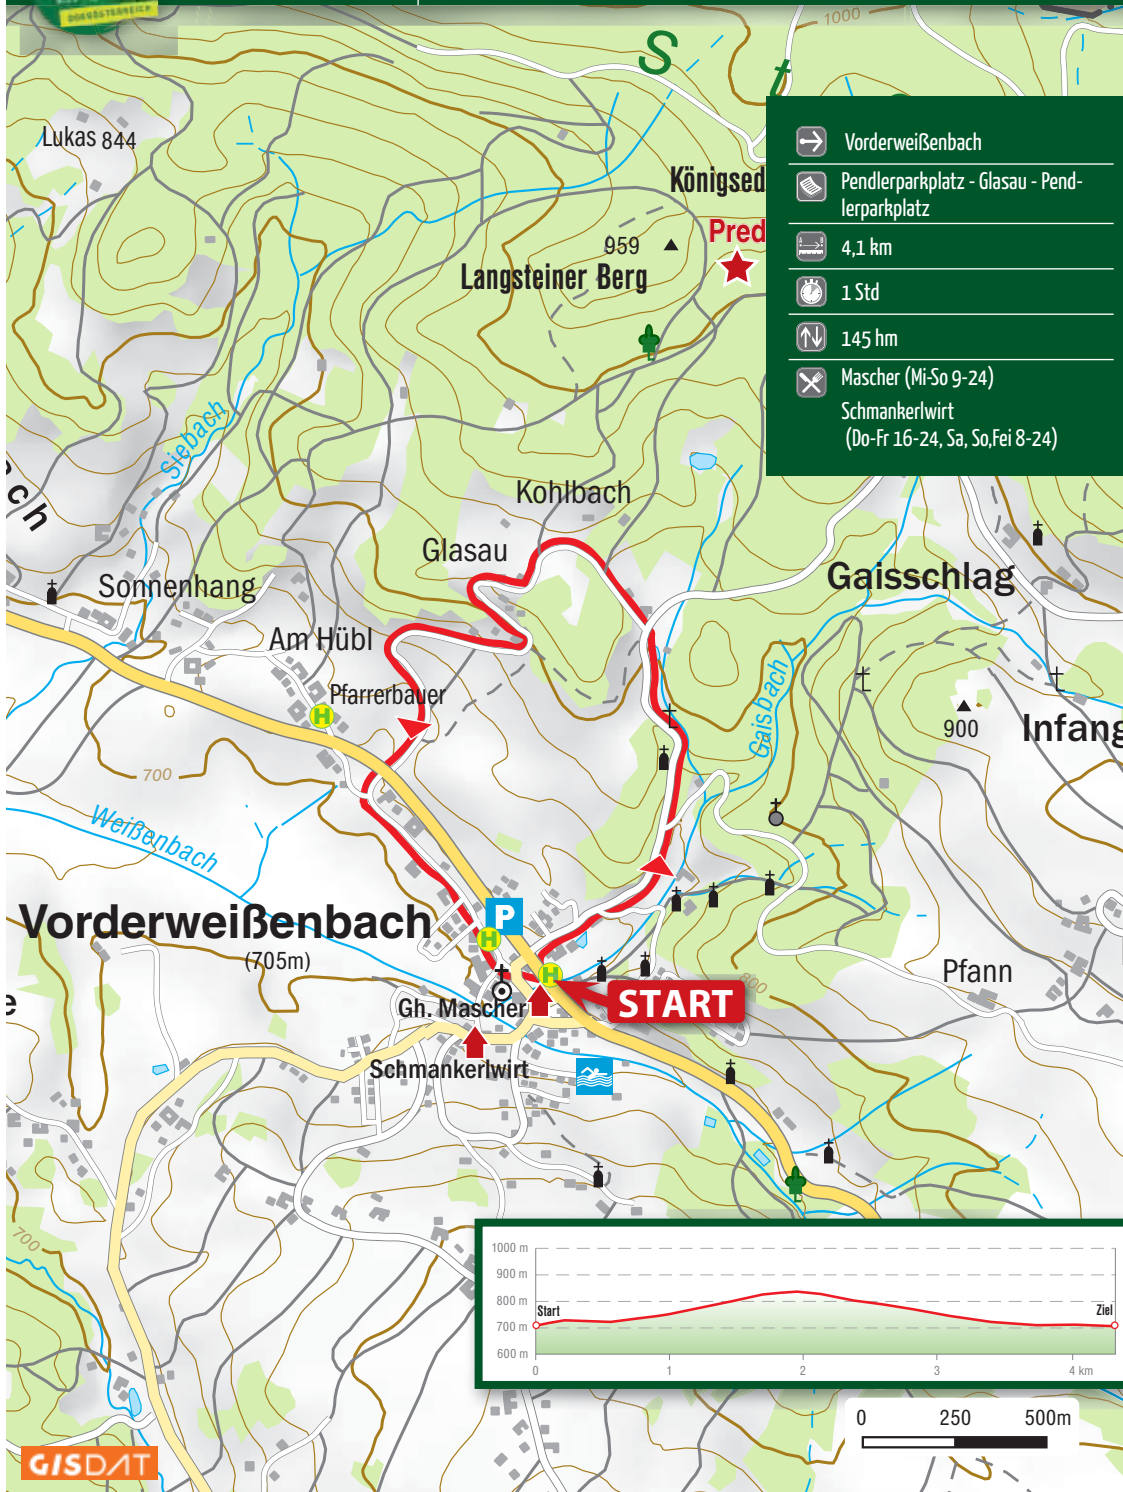 DONKÖSTERREICH
1000
S
t
Lukas 844
Vorderweißenbach
Pendlerparkplatz - Glasau - Pend-
lerparkplatz
4,1 km
1 Std
145 hm
Mascher (Mi-So 9-24)
Schmankerlwirt
(Do-Fr 16-24, Sa, So,Fei 8-24)
Königsed
Pred
959
Langsteiner Berg
Siebach
ch
Kohlbach
Glasau
Sonnenhang
Gaisschlag
Am Hübl
Pfarrerbauer
H
Gaisbach
900
Infang
700
Weißenbach
Vorderweißenbach
(705m)
P
H
H
Pfann
800
START
Gh. Mascher
Schmankerlwirt
e
700
1000 m
900 m
800 m
700 m
600 m
Start
Ziel
0 1 2 3 4 km
0 250 500m
GISDAT